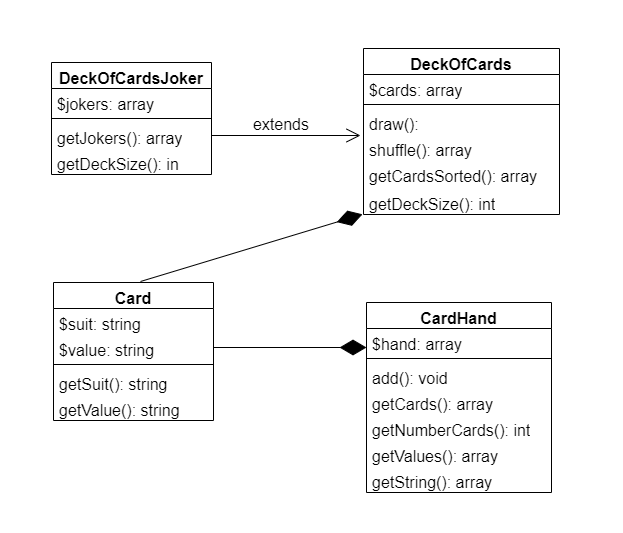 DeckOfCardsJoker
$jokers: array
getJokers(): array
getDeckSize(): in
extends
DeckOfCards
$cards: array
draw():
shuffle(): array
getCardsSorted(): array
getDeckSize(): int
Card
$suit: string
$value: string
getSuit(): string
getValue(): string
CardHand
$hand: array
add(): void
getCards(): array
getNumberCards(): int
getValues(): array
getString(): array